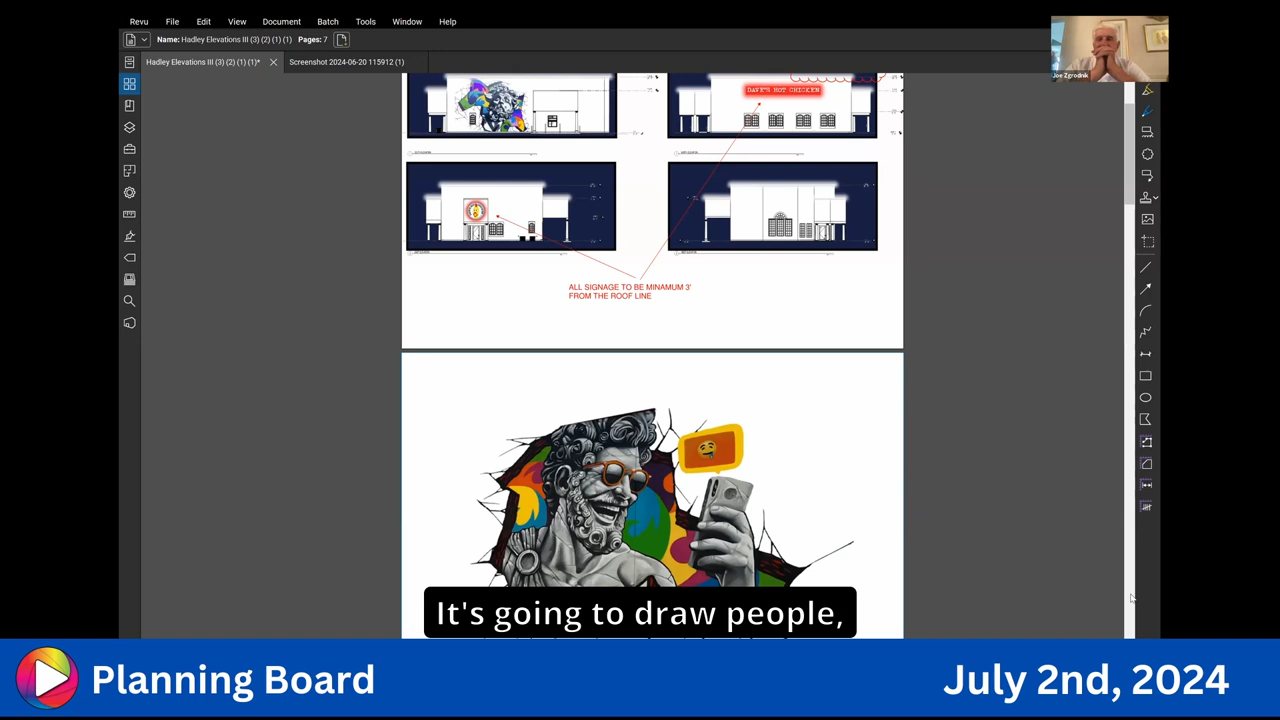 Revu File Edit View Document Batch Tools Window Help
Name: Hadley Elevations III (3) (2) (1) (1) Pages: 7
Hadley Elevations III (3) (2) (1) (1)* Screenshot 2024-06-20 115912 (1)
Joe Zgrodnik
DAVE'S HOT CHICKEN
ALL SIGNAGE TO BE MINAMUM 3'
FROM THE ROOF LINE
It's going to draw people,
Planning Board July 2nd, 2024